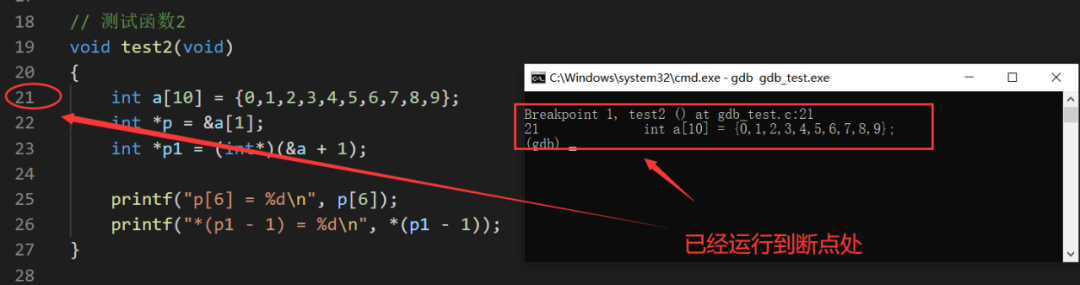 18 // 测试函数2
19 void test2(void)
20 {
21 int a[10] = {0,1,2,3,4,5,6,7,8,9};
22 int *p = &a[1];
23 int *p1 = (int*)(&a + 1);
24
25 printf("p[6] = %d\n", p[6]);
26 printf("*(p1 - 1) = %d\n", *(p1 - 1));
27 }
28
C:\Windows\system32\cmd.exe - gdb gdb_test.exe
Breakpoint 1, test2 () at gdb_test.c:21
21 int a[10] = {0,1,2,3,4,5,6,7,8,9};
(gdb)
已经运行到断点处